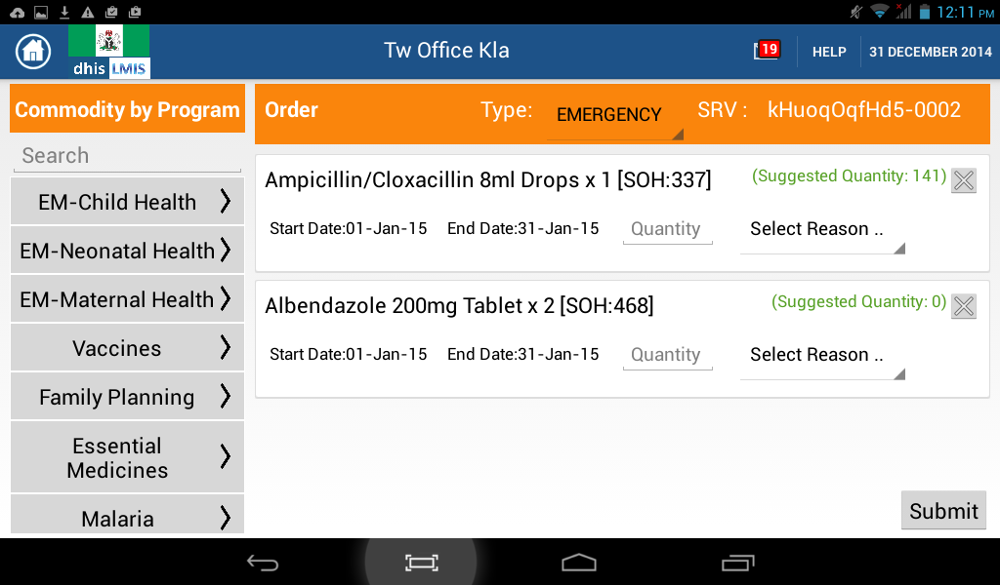 12:11 PM
dhis LMIS
Tw Office Kla
19
HELP
31 DECEMBER 2014
Commodity by Program
Search
EM-Child Health
EM-Neonatal Health
EM-Maternal Health
Vaccines
Family Planning
Essential
Medicines
Malaria
Order
Type:
EMERGENCY
SRV :
kHuoqOqfHd5-0002
Ampicillin/Cloxacillin 8ml Drops x 1 [SOH:337]
(Suggested Quantity: 141)
Start Date:01-Jan-15
End Date:31-Jan-15
Quantity
Select Reason ..
Albendazole 200mg Tablet x 2 [SOH:468]
(Suggested Quantity: 0)
Start Date:01-Jan-15
End Date:31-Jan-15
Quantity
Select Reason ..
Submit